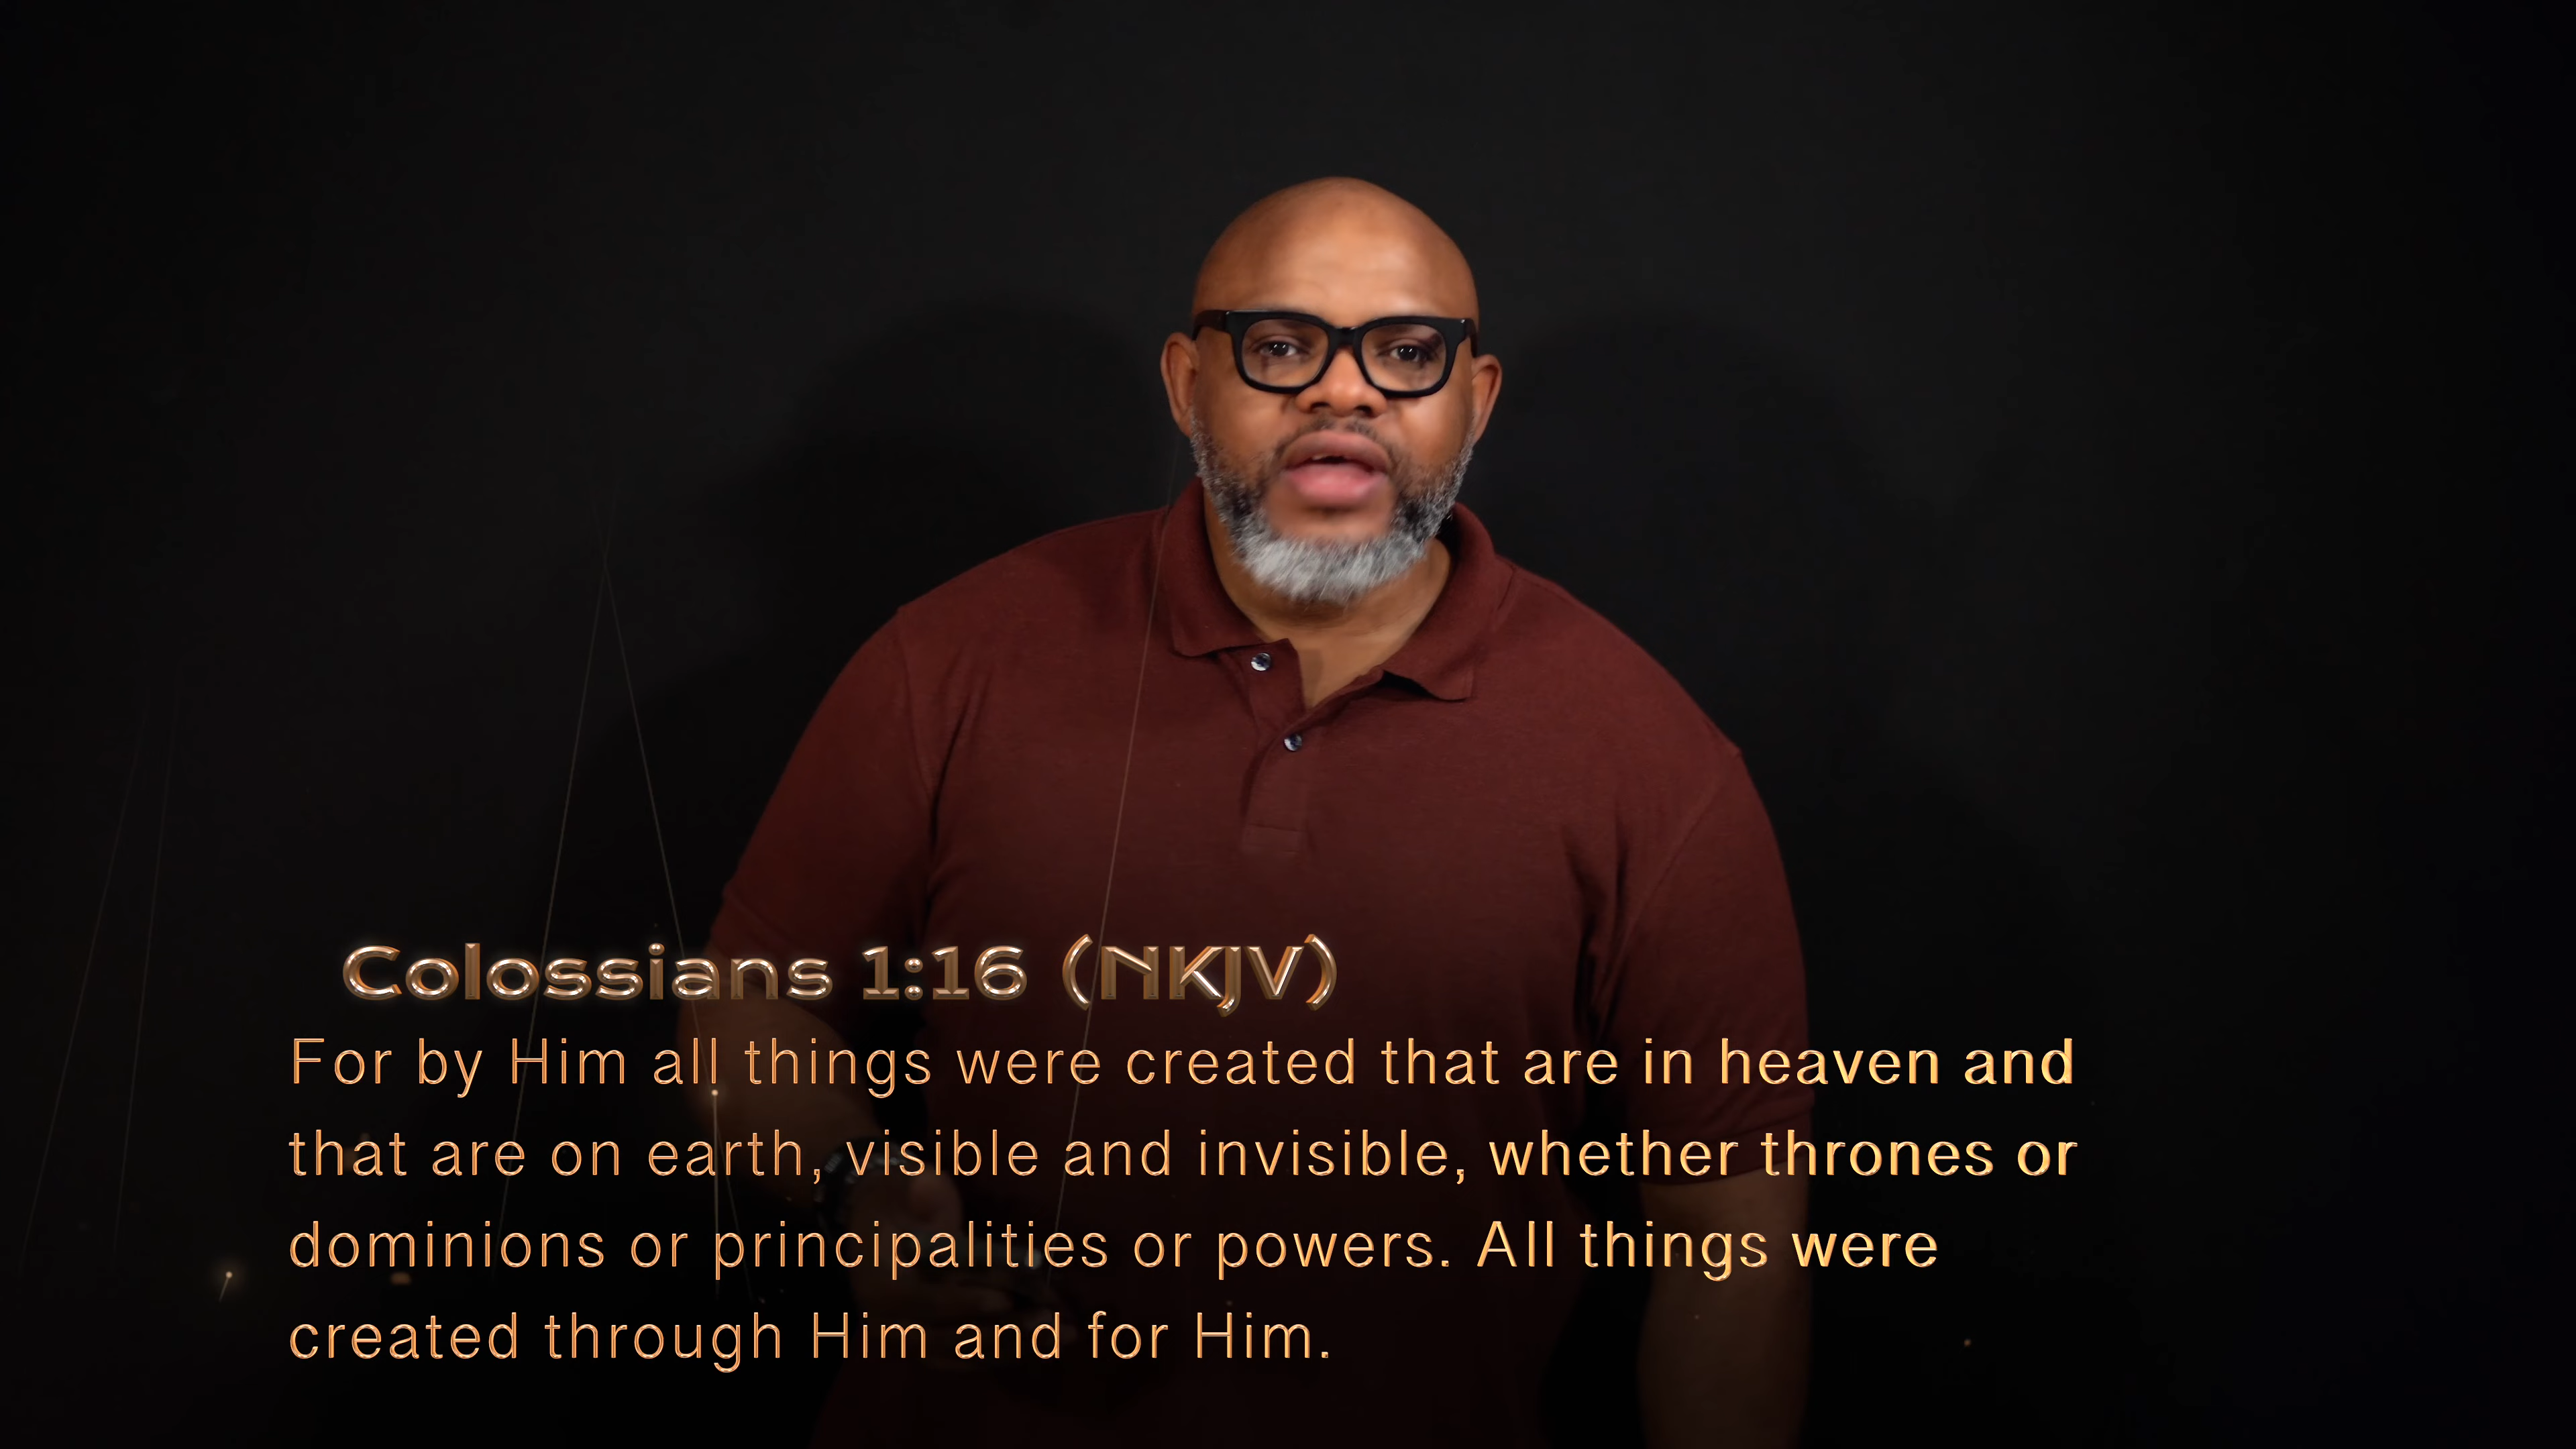 Colossians 1:16 (NKJV)
For by Him all things were created that are in heaven and
that are on earth, visible and invisible, whether thrones or
dominions or principalities or powers. All things were
created through Him and for Him.